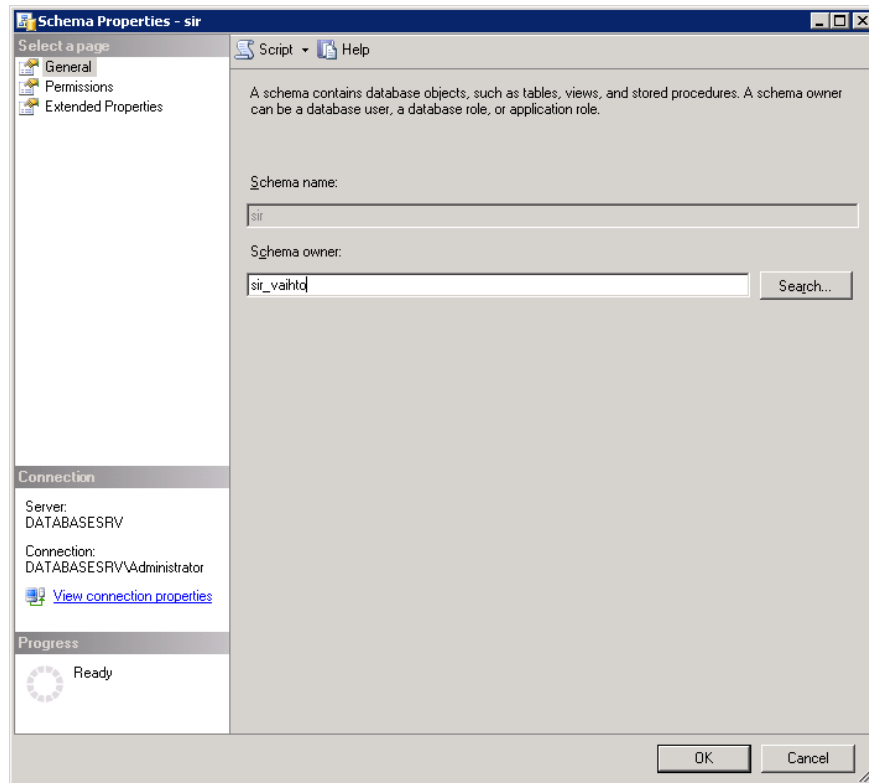 Schema Properties - sir
Select a page
General
Permissions
Extended Properties
Script
Help
A schema contains database objects, such as tables, views, and stored procedures. A schema owner
can be a database user, a database role, or application role.
Schema name:
sir
Schema owner:
sir_vaihto
Search...
Connection
Server:
DATABASESRV
Connection:
DATABASESRV\Administrator
View connection properties
Progress
Ready
OK
Cancel